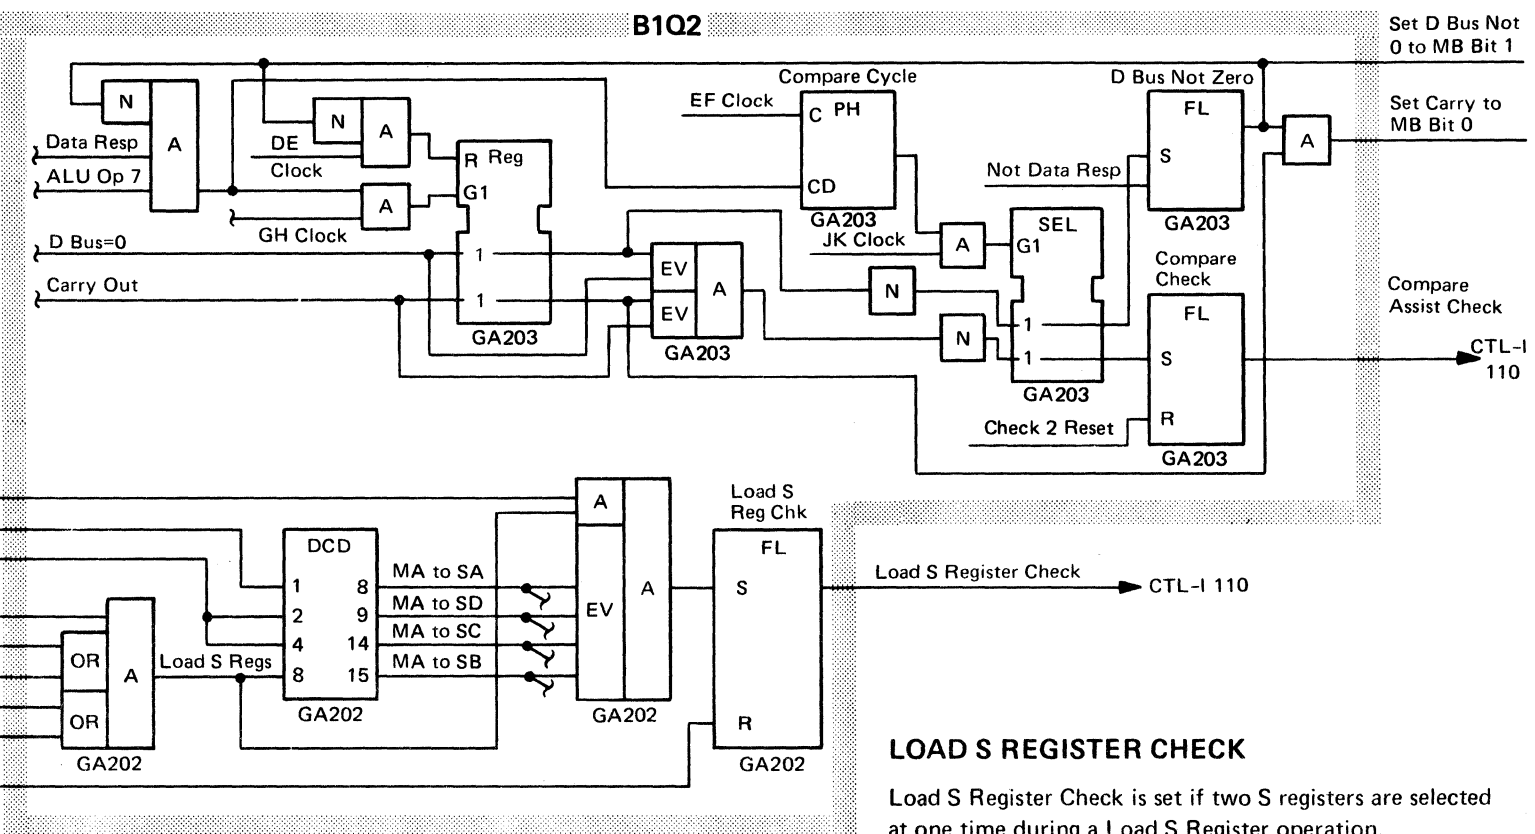 B1Q2
Set D Bus Not
0 to MB Bit 1
Compare Cycle
D Bus Not Zero
N
A
Data Resp
ALU Op 7
N
A
DE
Clock
A
GH Clock
R Reg
G1
1
1
GA203
D Bus=0
Carry Out
EF Clock
C PH
CD
GA203
FL
S
GA203
Not Data Resp
Set Carry to
MB Bit 0
A
JK Clock
A
SEL
G1
1
1
GA203
EV
EV
A
GA203
N
N
Compare
Check
FL
S
R
GA203
Check 2 Reset
Compare
Assist Check
CTL-I
110
DCD
1 8
2 9
4 14
8 15
GA202
MA to SA
MA to SD
MA to SC
MA to SB
OR
OR
A
GA202
Load S Regs
A
EV
A
GA202
Load S
Reg Chk
FL
S
R
GA202
Load S Register Check
CTL-I 110
LOAD S REGISTER CHECK
Load S Register Check is set if two S registers are selected
at one time during a Load S Register operation